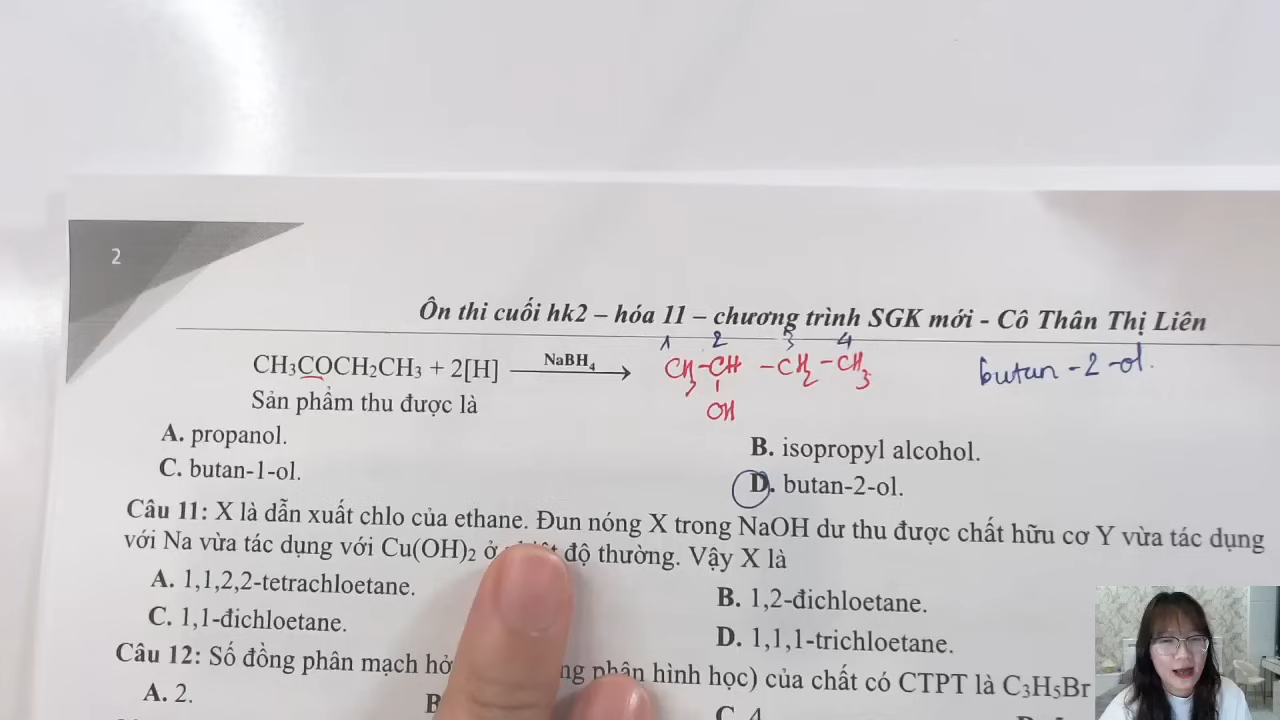 2
Ôn thi cuối hk2 – hóa 11 – chương trình SGK mới - Cô Thân Thị Liên
CH₃COCH₂CH₃ + 2[H] NaBH₄ → CH₃-CH-CH₂-CH₃ butan-2-ol.
1 2 3 4
OH
Sản phẩm thu được là
A. propanol.
B. isopropyl alcohol.
C. butan-1-ol.
D. butan-2-ol.
Câu 11: X là dẫn xuất chlo của ethane. Đun nóng X trong NaOH dư thu được chất hữu cơ Y vừa tác dụng
với Na vừa tác dụng với Cu(OH)₂ ở độ thường. Vậy X là
A. 1,1,2,2-tetrachloetane.
B. 1,2-đichloetane.
C. 1,1-đichloetane.
D. 1,1,1-trichloetane.
Câu 12: Số đồng phân mạch hở phân hình học) của chất có CTPT là C₃H₅Br
A. 2.
B
C. 4